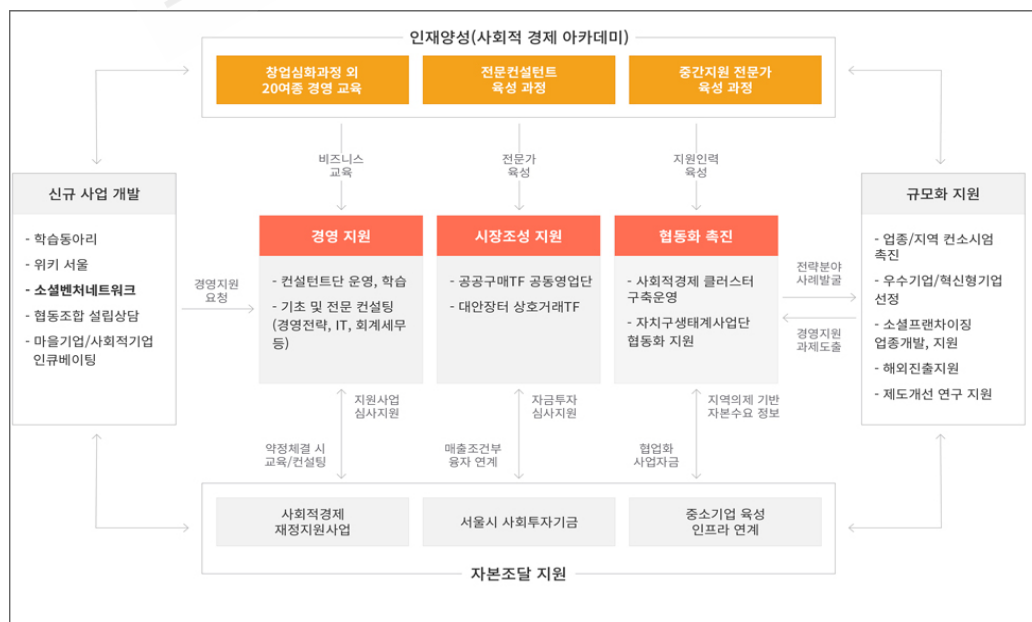 인재양성(사회적 경제 아카데미)
창업심화과정 외
20여종 경영 교육
전문컨설턴트
육성 과정
중간지원 전문가
육성 과정
비즈니스
교육
전문가
육성
지원인력
육성
신규 사업 개발
- 학습동아리
- 위키 서울
- 소셜벤처네트워크
- 협동조합 설립상담
- 마을기업/사회적기업
인큐베이팅
경영지원
요청
경영 지원
- 컨설턴트단 운영, 학습
- 기초 및 전문 컨설팅
(경영전략, IT, 회계세무
등)
시장조성 지원
- 공공구매TF 공동영업단
- 대안장터 상호거래TF
협동화 촉진
- 사회적경제 클러스터
구축운영
- 자치구생태계사업단
협동화 지원
전략분야
사례발굴
경영지원
과제도출
규모화 지원
- 업종/지역 컨소시엄
촉진
- 우수기업/혁신형기업
선정
- 소셜프랜차이징
업종개발, 지원
- 해외진출지원
- 제도개선 연구 지원
지원사업
심사지원
약정체결 시
교육/컨설팅
자금투자
심사지원
매출조건부
융자 연계
지역의제 기반
자본수요 정보
협업화
사업자금
사회적경제
재정지원사업
서울시 사회투자기금
중소기업 육성
인프라 연계
자본조달 지원